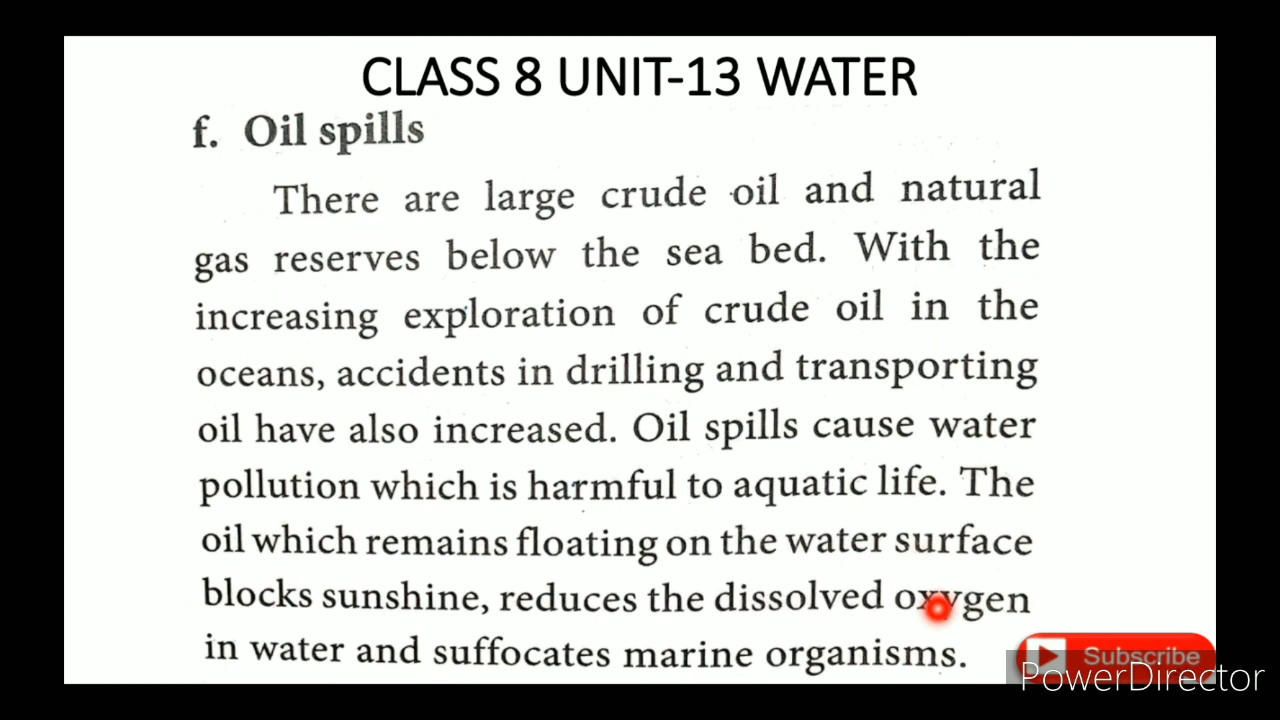 CLASS 8 UNIT-13 WATER
f. Oil spills
There are large crude oil and natural
gas reserves below the sea bed. With the
increasing exploration of crude oil in the
oceans, accidents in drilling and transporting
oil have also increased. Oil spills cause water
pollution which is harmful to aquatic life. The
oil which remains floating on the water surface
blocks sunshine, reduces the dissolved oxygen
in water and suffocates marine organisms.
Subscribe
PowerDirector